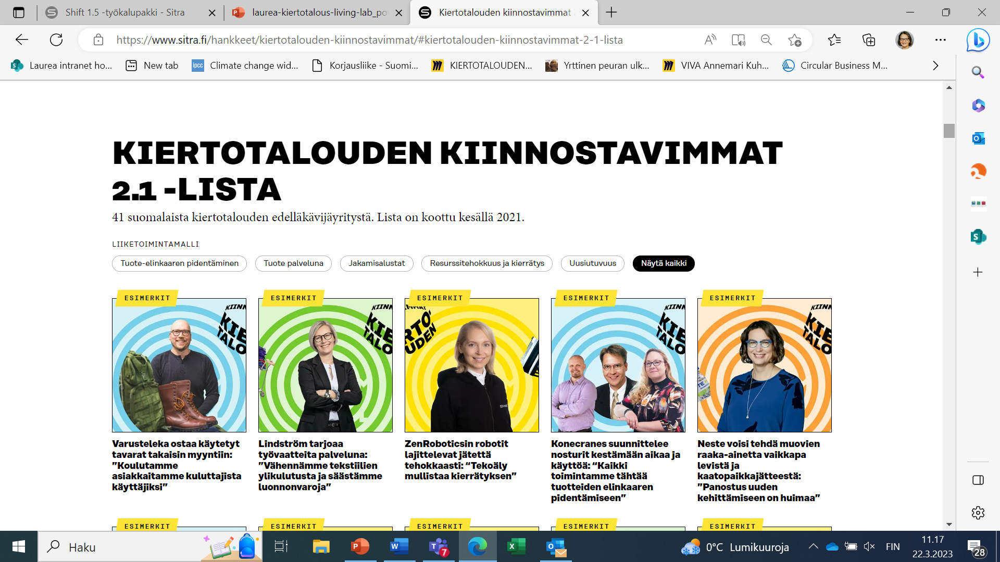 Shift 1.5 -työkalupakki - Sitra
laurea-kiertotalous-living-lab_po
Kiertotalouden kiinnostavimmat
https://www.sitra.fi/hankkeet/kiertotalouden-kiinnostavimmat/#kiertotalouden-kiinnostavimmat-2-1-lista
Laurea intranet ho...
New tab
ipcc
Climate change wid...
Korjausliike - Suomi...
KIERTOTALOUDEN...
Yrttinen peuran ulk...
VIVA Annemari Kuh...
Circular Business M...
KIERTOTALOUDEN KIINNOSTAVIMMAT
2.1 -LISTA
41 suomalaista kiertotalouden edelläkävijäyritystä. Lista on koottu kesällä 2021.
LIIKETOIMINTAMALLI
Tuote-elinkaaren pidentäminen
Tuote palveluna
Jakamisalustat
Resurssitehokkuus ja kierrätys
Uusiutuvuus
Näytä kaikki
ESIMERKIT
KIINN
KIE
TALO
Varusteleka ostaa käytetyt
tavarat takaisin myyntiin:
”Koulutamme
asiakkaitamme kuluttajista
käyttäjiksi”
ESIMERKIT
KIINN
KIE
TALO
Lindström tarjoaa
työvaatteita palveluna:
”Vähennämme tekstiilien
ylikulutusta ja säästämme
luonnonvaroja”
ESIMERKIT
RTO
UDEN
ZenRoboticsin robotit
lajittelevat jätettä
tehokkaasti: “Tekoäly
mullistaa kierrätyksen”
ESIMERKIT
KIINN
KIE
TALO
Konecranes suunnittelee
nosturit kestämään aikaa ja
käyttöä: “Kaikki
toimintamme tähtää
tuotteiden elinkaaren
pidentämiseen”
ESIMERKIT
KIINN
KIE
TALO
Neste voisi tehdä muovien
raaka-ainetta vaikkapa
levistä ja
kaatopaikkajätteestä:
”Panostus uuden
kehittämiseen on huimaa”
ESIMERKIT
ESIMERKIT
ESIMERKIT
ESIMERKIT
ESIMERKIT
Haku
7
0°C Lumikuuroja
FIN
11.17
22.3.2023
28